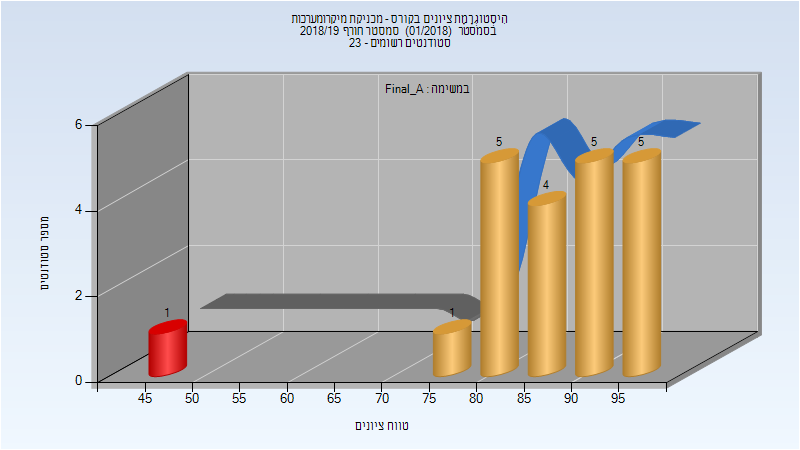 היסטוגרמת ציונים בקורס - מכניקת מיקרומערכות
בסמסטר (01/2018) סמסטר חורף 2018/19
סטודנטים רשומים - 23
במשימה : Final_A
מספר סטודנטים
6
4
2
0
1
1
5
4
5
5
45 50 55 60 65 70 75 80 85 90 95
טווח ציונים